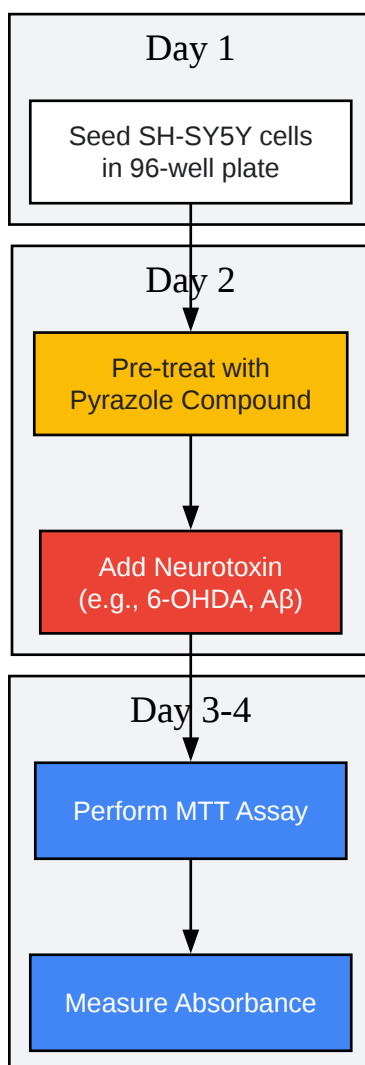 Day 1
Seed SH-SY5Y cells
in 96-well plate
Day 2
Pre-treat with
Pyrazole Compound
Add Neurotoxin
(e.g., 6-OHDA, Aβ)
Day 3-4
Perform MTT Assay
Measure Absorbance